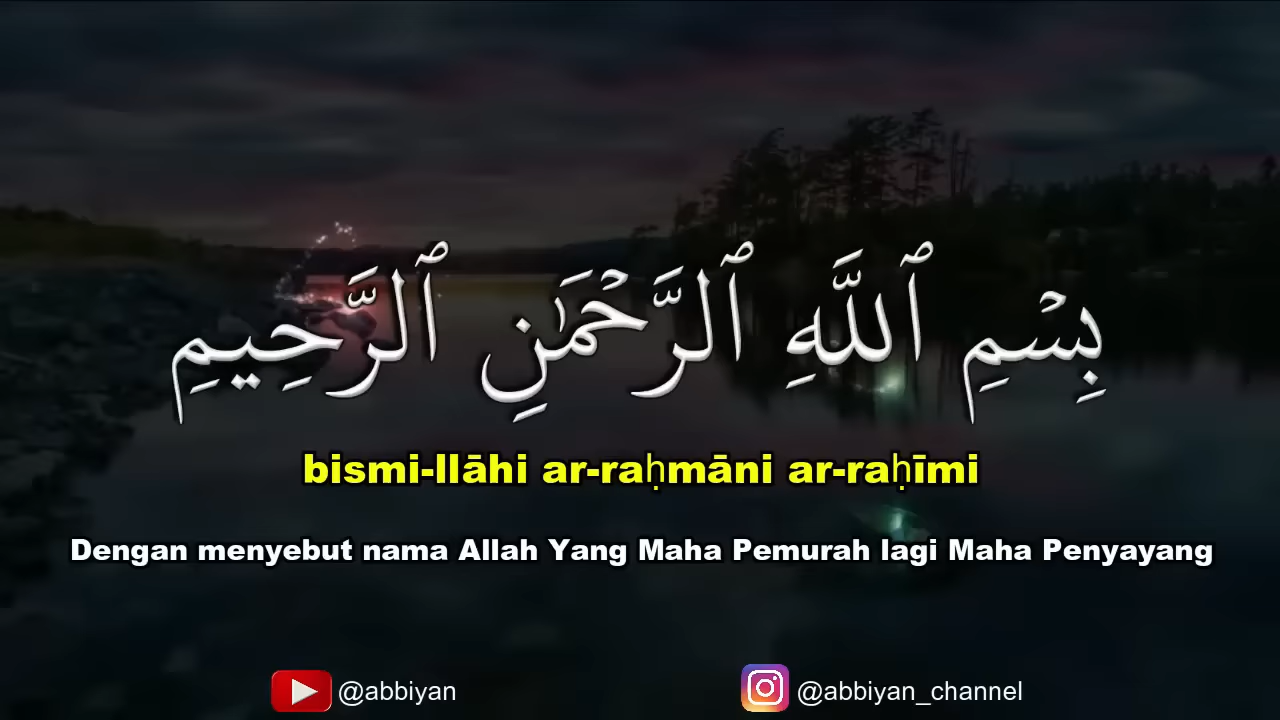 بِسْمِ ٱللَّهِ ٱلرَّحْمَٰنِ ٱلرَّحِيمِ
bismi-llāhi ar-raḥmāni ar-raḥīmi
Dengan menyebut nama Allah Yang Maha Pemurah lagi Maha Penyayang
@abbiyan @abbiyan_channel